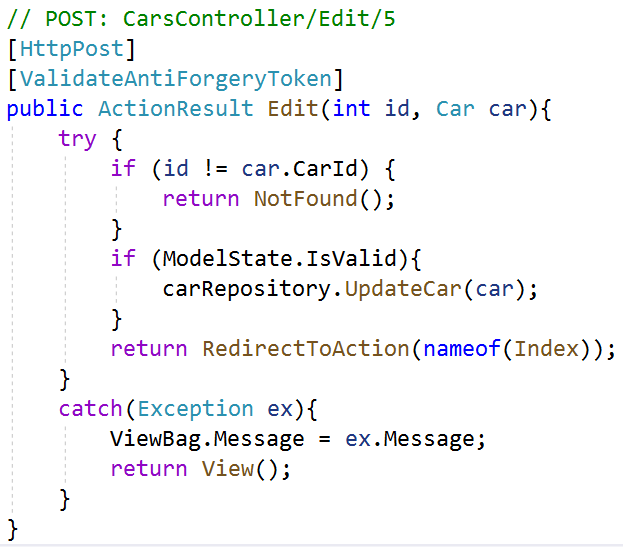 // POST: CarsController/Edit/5
[HttpPost]
[ValidateAntiForgeryToken]
public ActionResult Edit(int id, Car car){
    try {
        if (id != car.CarId) {
            return NotFound();
        }
        if (ModelState.IsValid){
            carRepository.UpdateCar(car);
        }
        return RedirectToAction(nameof(Index));
    }
    catch(Exception ex){
        ViewBag.Message = ex.Message;
        return View();
    }
}